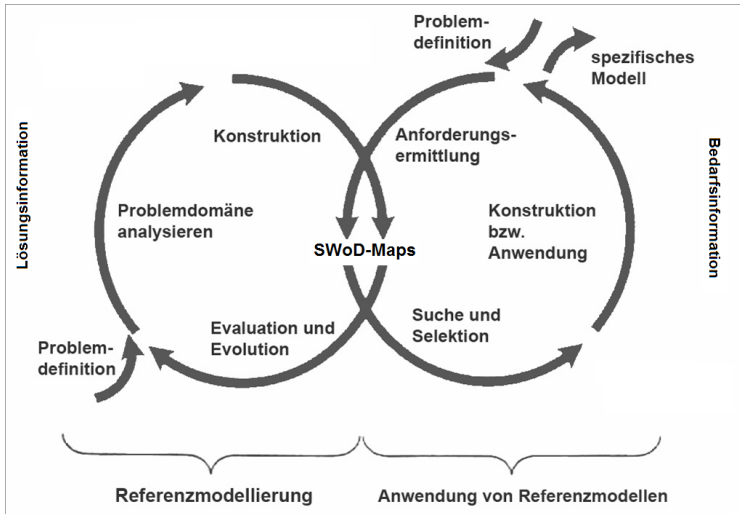 Problem-
definition
spezifisches
Modell
Konstruktion
Anforderungs-
ermittlung
Lösungsinformation
Bedarfsinformation
Problemdomäne
analysieren
Konstruktion
bzw.
Anwendung
SWoD-Maps
Evaluation und
Evolution
Suche und
Selektion
Problem-
definition
Referenzmodellierung
Anwendung von Referenzmodellen